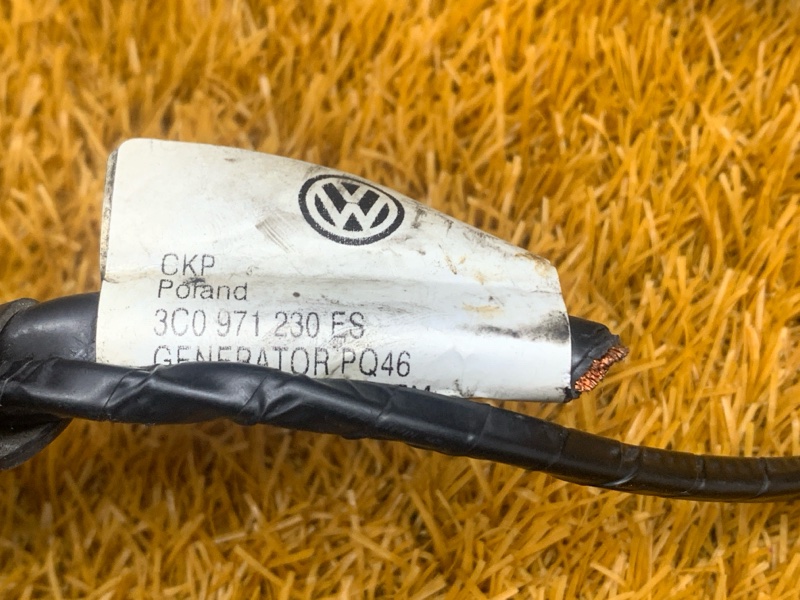 CKP
Poland
3C0 971 230 ES
GENERATOR PQ46